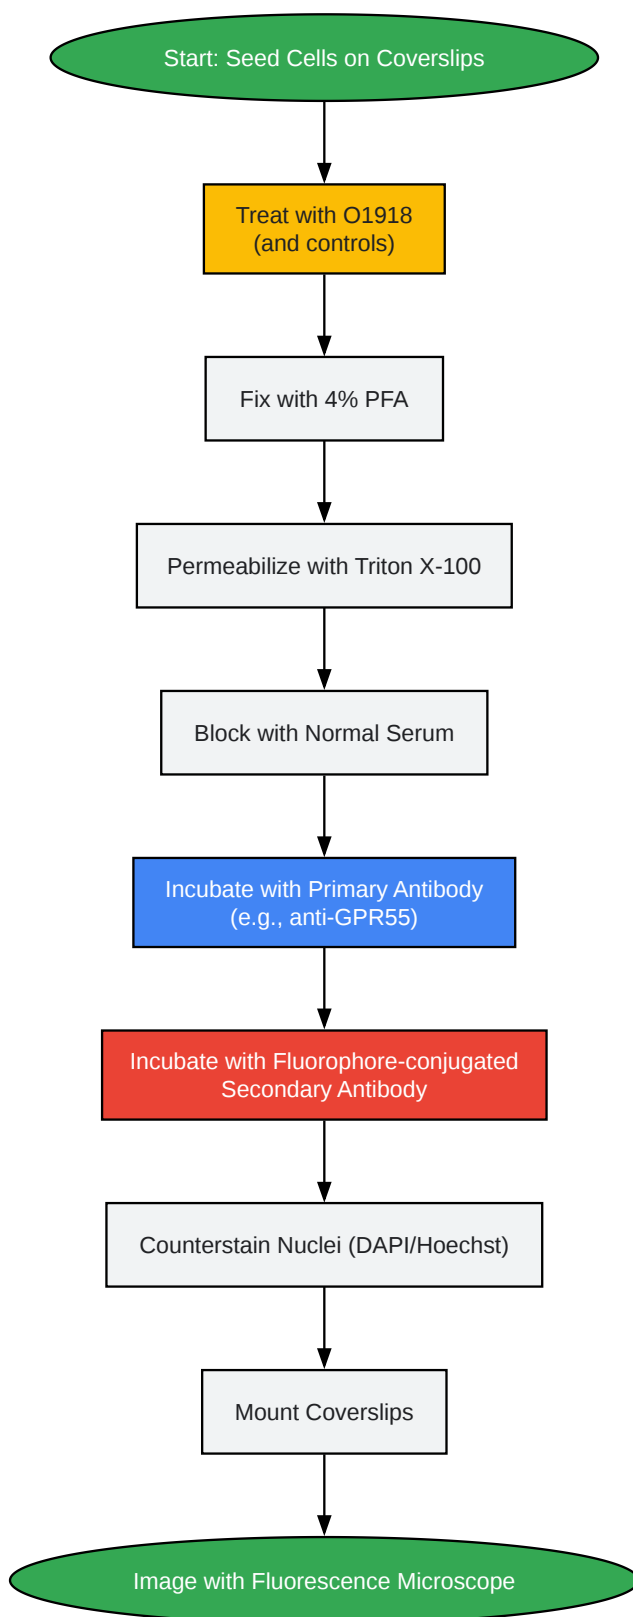 Start: Seed Cells on Coverslips
Treat with O1918
(and controls)
Fix with 4% PFA
Permeabilize with Triton X-100
Block with Normal Serum
Incubate with Primary Antibody
(e.g., anti-GPR55)
Incubate with Fluorophore-conjugated
Secondary Antibody
Counterstain Nuclei (DAPI/Hoechst)
Mount Coverslips
Image with Fluorescence Microscope